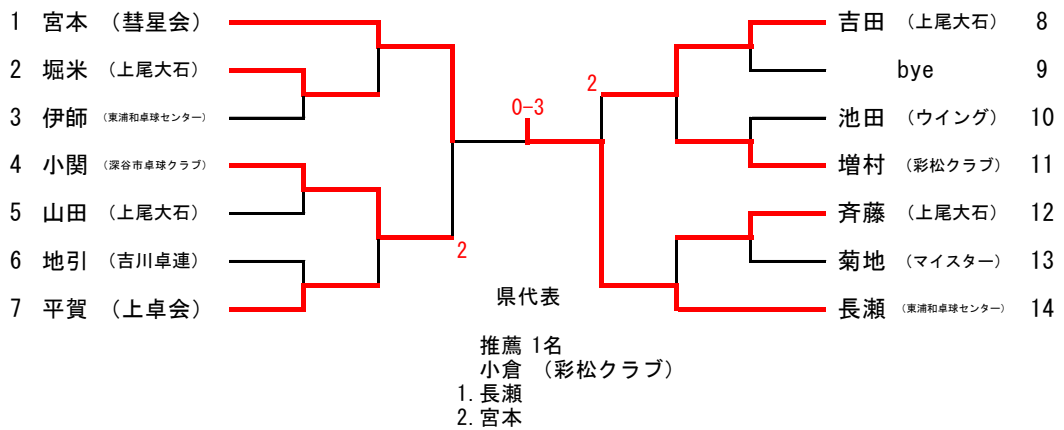 1 宮本 （彗星会）
2 堀米 （上尾大石）
3 伊師 （東浦和卓球センター）
4 小関 （深谷市卓球クラブ）
5 山田 （上尾大石）
6 地引 （吉川卓連）
7 平賀 （上卓会）
2
0-3
2
吉田 （上尾大石） 8
bye 9
池田 （ウイング） 10
増村 （彩松クラブ） 11
斉藤 （上尾大石） 12
菊地 （マイスター） 13
長瀬 （東浦和卓球センター） 14
県代表
推薦 1名
小倉 （彩松クラブ）
1. 長瀬
2. 宮本